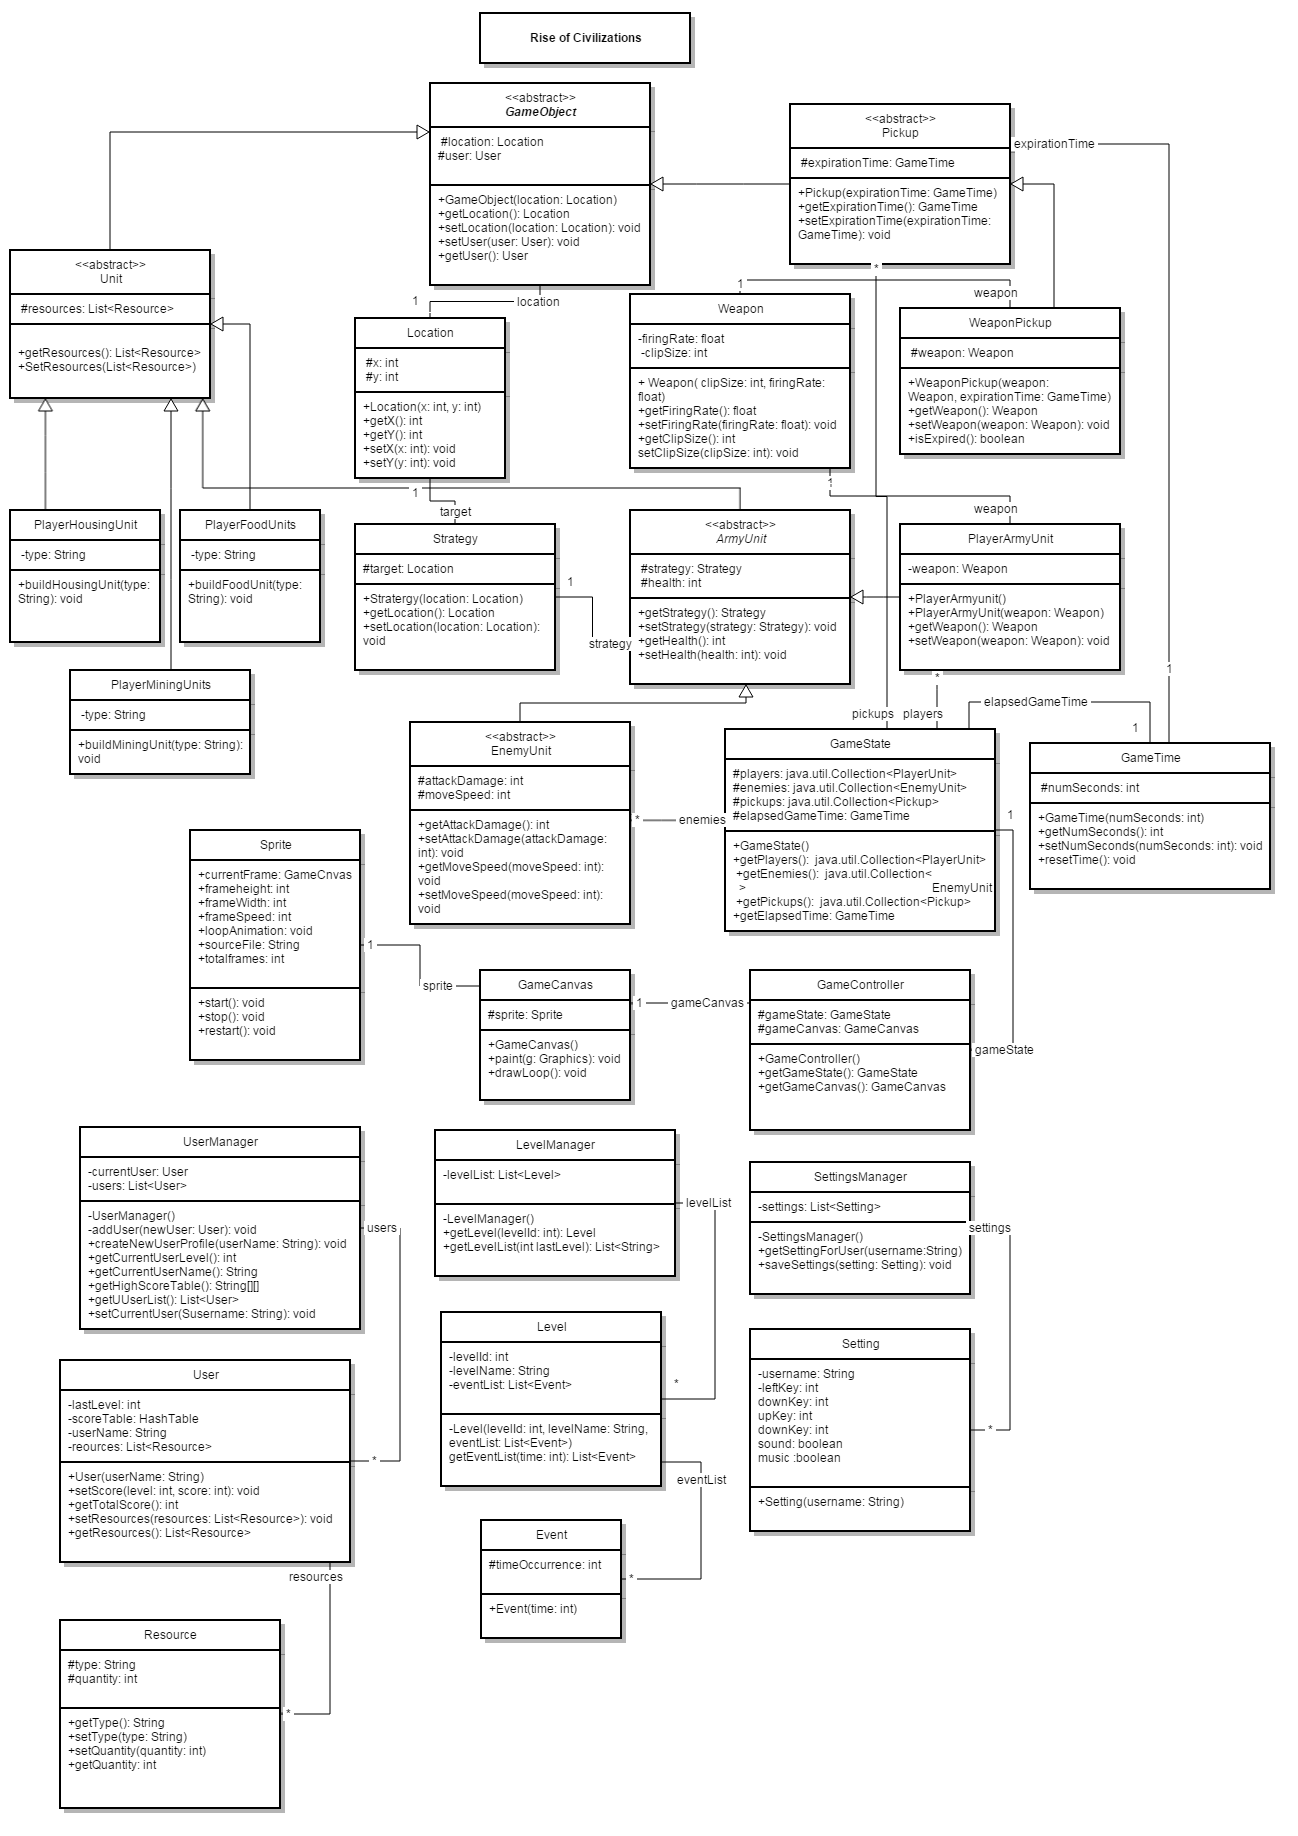 Rise of Civilizations
<<abstract>>
GameObject
#location: Location
#user: User
+GameObject(location: Location)
+getLocation(): Location
+setLocation(location: Location): void
+setUser(user: User): void
+getUser(): User
<<abstract>>
Pickup
#expirationTime: GameTime
+Pickup(expirationTime: GameTime)
+getExpirationTime(): GameTime
+setExpirationTime(expirationTime:
GameTime): void
expirationTime
<<abstract>>
Unit
#resources: List<Resource>
+getResources(): List<Resource>
+SetResources(List<Resource>)
1
location
Location
#x: int
#y: int
+Location(x: int, y: int)
+getX(): int
+getY(): int
+setX(x: int): void
+setY(y: int): void
1
*
weapon
Weapon
-firingRate: float
-clipSize: int
+ Weapon( clipSize: int, firingRate:
float)
+getFiringRate(): float
+setFiringRate(firingRate: float): void
+getClipSize(): int
setClipSize(clipSize: int): void
WeaponPickup
#weapon: Weapon
+WeaponPickup(weapon:
Weapon, expirationTime: GameTime)
+getWeapon(): Weapon
+setWeapon(weapon: Weapon): void
+isExpired(): boolean
1
1
target
weapon
PlayerHousingUnit
-type: String
+buildHousingUnit(type:
String): void
PlayerFoodUnits
-type: String
+buildFoodUnit(type:
String): void
Strategy
#target: Location
+Stratergy(location: Location)
+getLocation(): Location
+setLocation(location: Location):
void
1
strategy
<<abstract>>
ArmyUnit
#strategy: Strategy
#health: int
+getStrategy(): Strategy
+setStrategy(strategy: Strategy): void
+getHealth(): int
+setHealth(health: int): void
PlayerArmyUnit
-weapon: Weapon
+PlayerArmyunit()
+PlayerArmyUnit(weapon: Weapon)
+getWeapon(): Weapon
+setWeapon(weapon: Weapon): void
1
*
PlayerMiningUnits
-type: String
+buildMiningUnit(type: String):
void
pickups
players
elapsedGameTime
1
<<abstract>>
EnemyUnit
#attackDamage: int
#moveSpeed: int
+getAttackDamage(): int
+setAttackDamage(attackDamage:
int): void
+getMoveSpeed(moveSpeed: int):
void
+setMoveSpeed(moveSpeed: int):
void
*
enemies
GameState
#players: java.util.Collection<PlayerUnit>
#enemies: java.util.Collection<EnemyUnit>
#pickups: java.util.Collection<Pickup>
#elapsedGameTime: GameTime
+GameState()
+getPlayers(): java.util.Collection<PlayerUnit>
+getEnemies(): java.util.Collection<
> EnemyUnit
+getPickups(): java.util.Collection<Pickup>
+getElapsedTime: GameTime
1
GameTime
#numSeconds: int
+GameTime(numSeconds: int)
+getNumSeconds(): int
+setNumSeconds(numSeconds: int): void
+resetTime(): void
Sprite
+currentFrame: GameCnvas
+frameheight: int
+frameWidth: int
+frameSpeed: int
+loopAnimation: void
+sourceFile: String
+totalframes: int
+start(): void
+stop(): void
+restart(): void
1
sprite
GameCanvas
#sprite: Sprite
+GameCanvas()
+paint(g: Graphics): void
+drawLoop(): void
1
gameCanvas
GameController
#gameState: GameState
#gameCanvas: GameCanvas
+GameController()
+getGameState(): GameState
+getGameCanvas(): GameCanvas
gameState
UserManager
-currentUser: User
-users: List<User>
-UserManager()
-addUser(newUser: User): void
+createNewUserProfile(userName: String): void
+getCurrentUserLevel(): int
+getCurrentUserName(): String
+getHighScoreTable(): String[][]
+getUUserList(): List<User>
+setCurrentUser(Susername: String): void
users
LevelManager
-levelList: List<Level>
-LevelManager()
+getLevel(levelId: int): Level
+getLevelList(int lastLevel): List<String>
levelList
SettingsManager
-settings: List<Setting>
-SettingsManager()
+getSettingForUser(username:String)
+saveSettings(setting: Setting): void
settings
Level
-levelId: int
-levelName: String
-eventList: List<Event>
-Level(levelId: int, levelName: String,
eventList: List<Event>)
getEventList(time: int): List<Event>
*
eventList
Setting
-username: String
-leftKey: int
downKey: int
upKey: int
downKey: int
sound: boolean
music :boolean
+Setting(username: String)
*
User
-lastLevel: int
-scoreTable: HashTable
-userName: String
-reources: List<Resource>
+User(userName: String)
+setScore(level: int, score: int): void
+getTotalScore(): int
+setResources(resources: List<Resource>): void
+getResources(): List<Resource>
*
resources
Event
#timeOccurrence: int
+Event(time: int)
*
Resource
#type: String
#quantity: int
+getType(): String
+setType(type: String)
+setQuantity(quantity: int)
+getQuantity: int
*